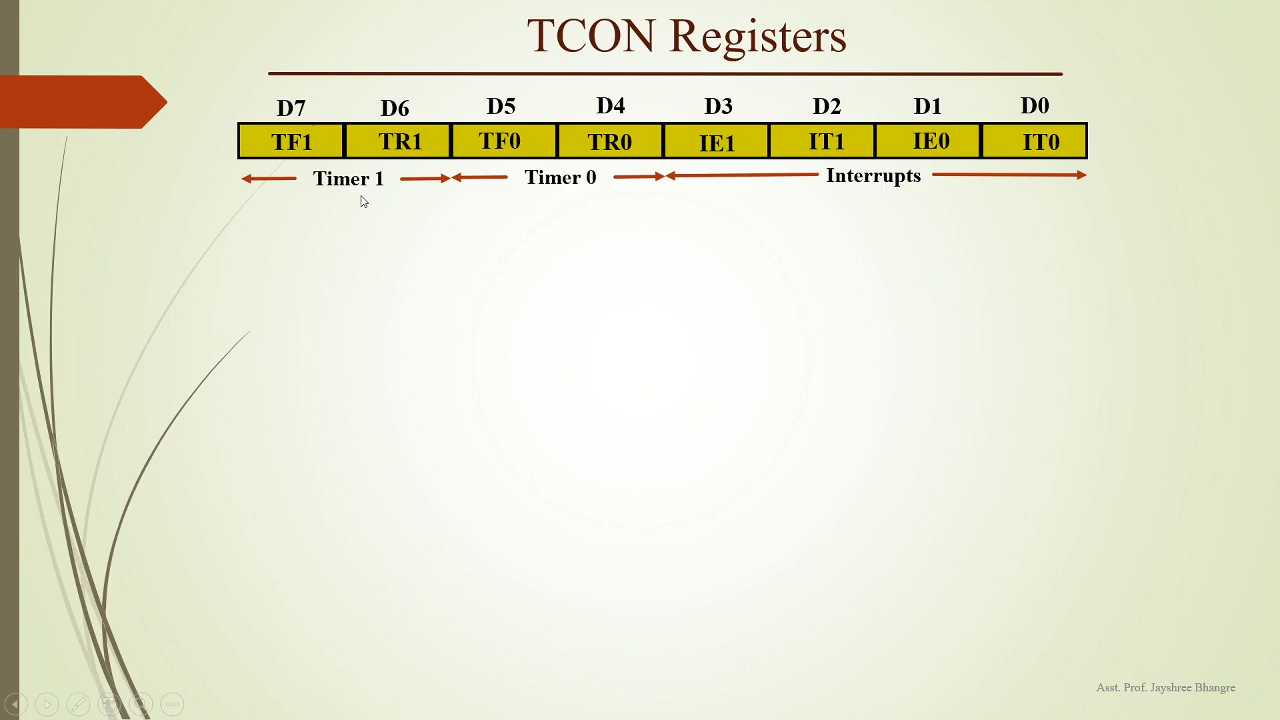 TCON Registers
D7 D6 D5 D4 D3 D2 D1 D0
TF1 TR1 TF0 TR0 IE1 IT1 IE0 IT0
Timer 1 Timer 0 Interrupts
Asst. Prof. Jayshree Bhangre